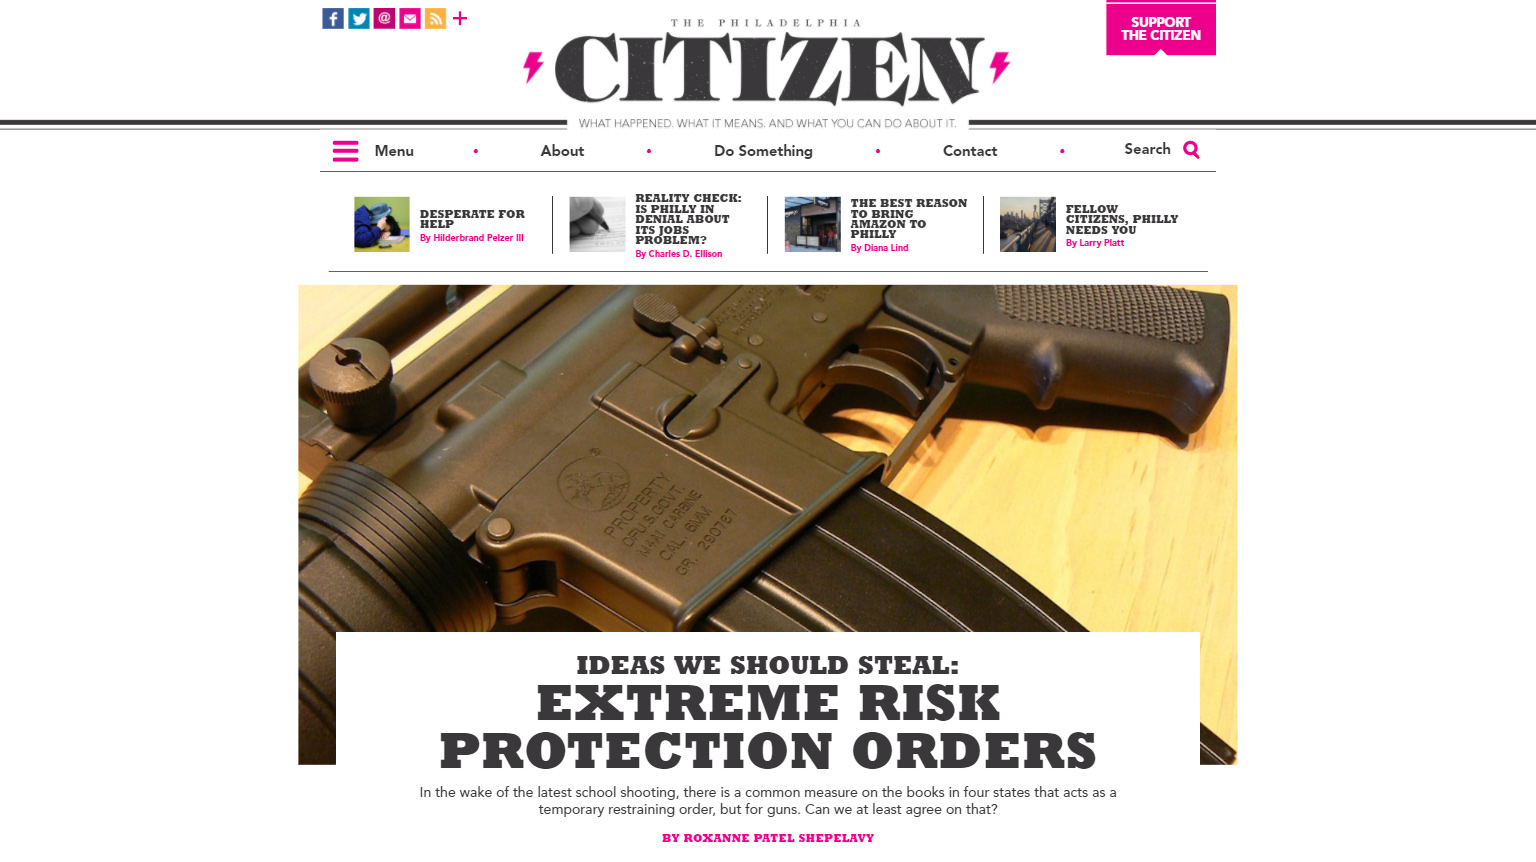 SUPPORT
THE CITIZEN
THE PHILADELPHIA
CITIZEN
WHAT HAPPENED. WHAT IT MEANS. AND WHAT YOU CAN DO ABOUT IT.
Menu
About
Do Something
Contact
Search
DESPERATE FOR
HELP
By Hilderbrand Pelzer III
REALITY CHECK:
IS PHILLY IN
DENIAL ABOUT
ITS JOBS
PROBLEM?
By Charles D. Ellison
THE BEST REASON
TO BRING
AMAZON TO
PHILLY
By Diana Lind
FELLOW
CITIZENS, PHILLY
NEEDS YOU
By Larry Platt
PROPERTY
OF U.S. GOVT.
M4A1 CARBINE
CAL. 6MM
GR. 290767
IDEAS WE SHOULD STEAL:
EXTREME RISK
PROTECTION ORDERS
In the wake of the latest school shooting, there is a common measure on the books in four states that acts as a
temporary restraining order, but for guns. Can we at least agree on that?
BY ROXANNE PATEL SHEPELAVY